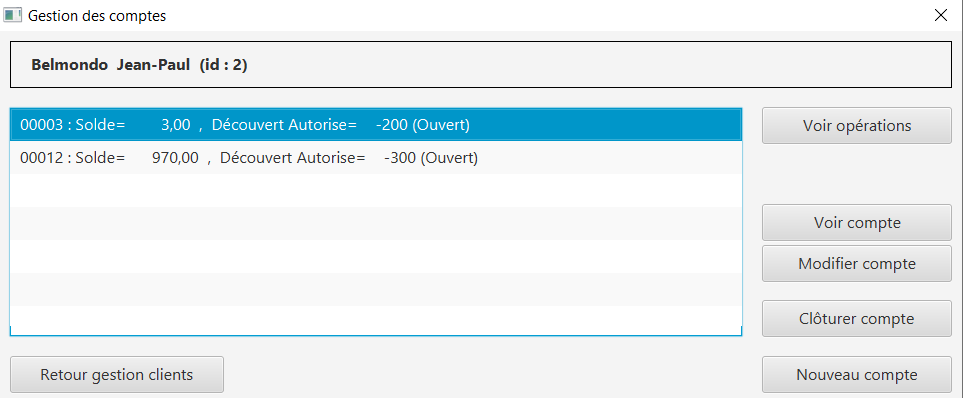 Gestion des comptes
Belmondo Jean-Paul (id : 2)
00003 : Solde= 3,00 , Découvert Autorise= -200 (Ouvert)
00012 : Solde= 970,00 , Découvert Autorise= -300 (Ouvert)
Voir opérations
Voir compte
Modifier compte
Clôturer compte
Retour gestion clients
Nouveau compte